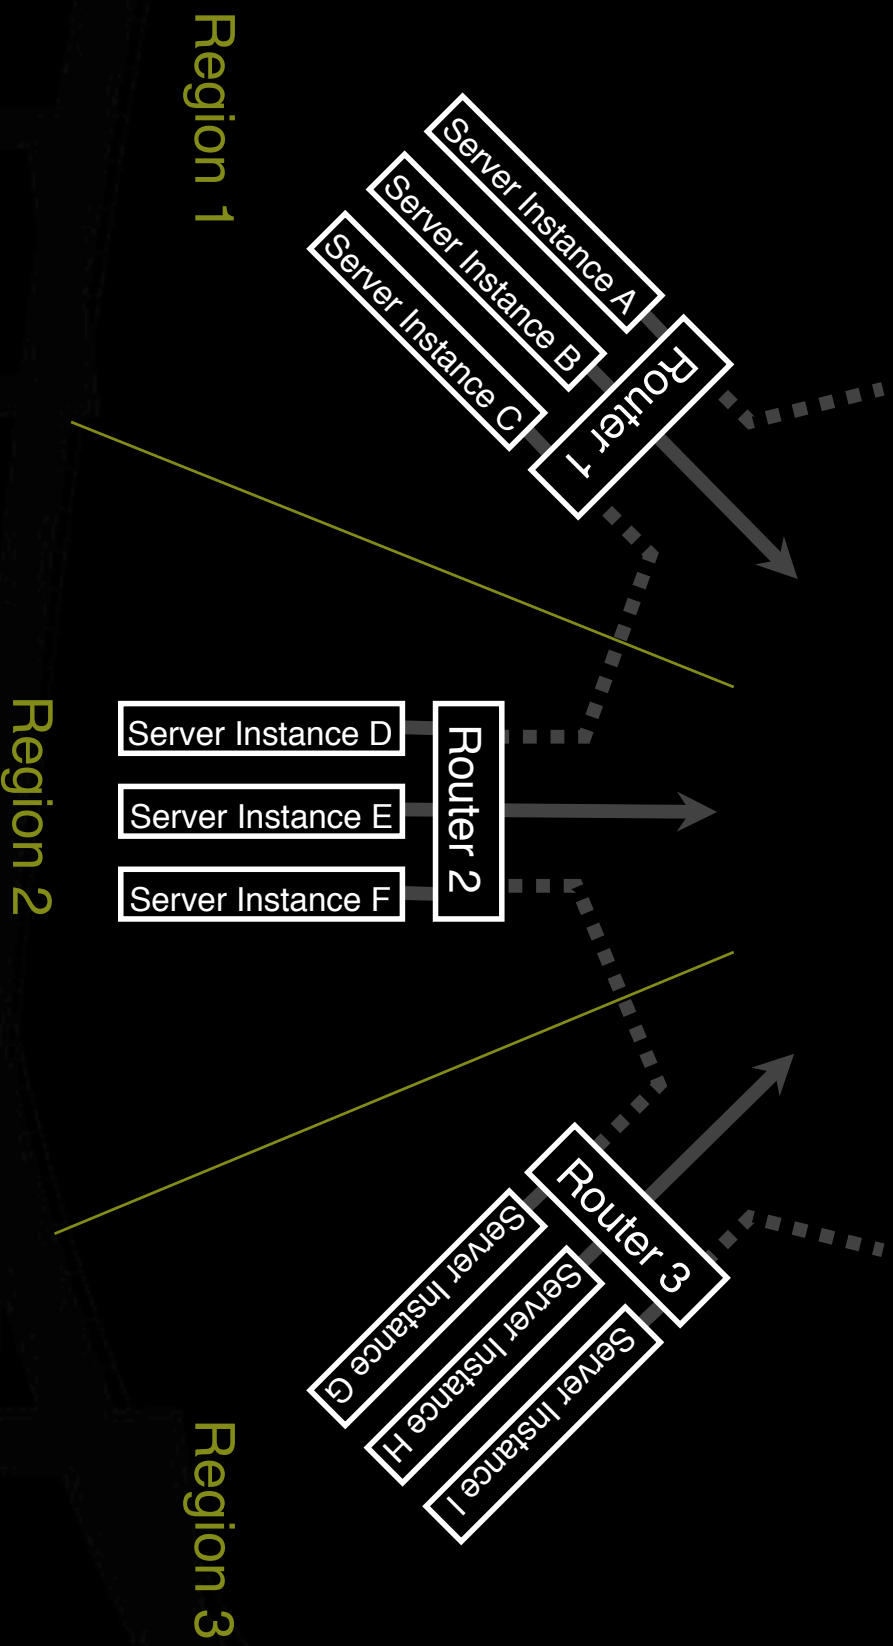 Region 1
Server Instance A
Server Instance B
Server Instance C
Router 1
Region 2
Server Instance D
Server Instance E
Server Instance F
Router 2
Region 3
Router 3
Server Instance G
Server Instance H
Server Instance I